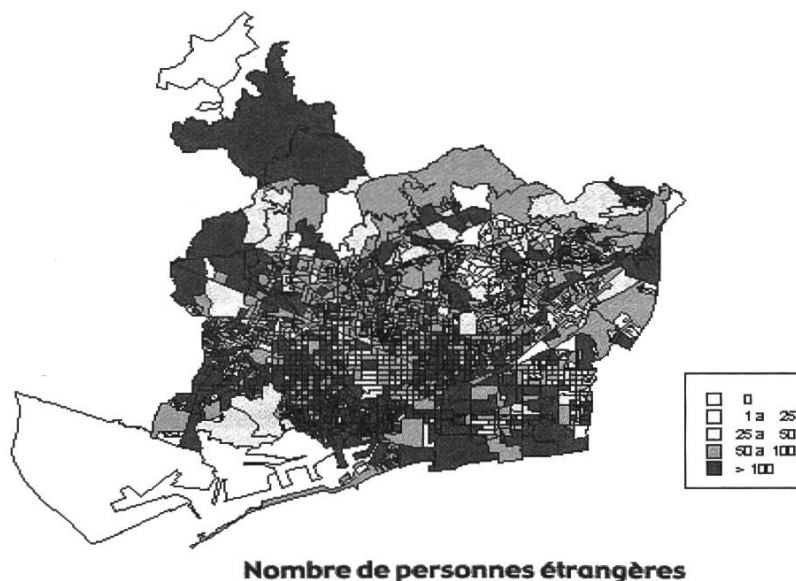 0
1 a 25
25 a 50
50 a 100
> 100
Nombre de personnes étrangères